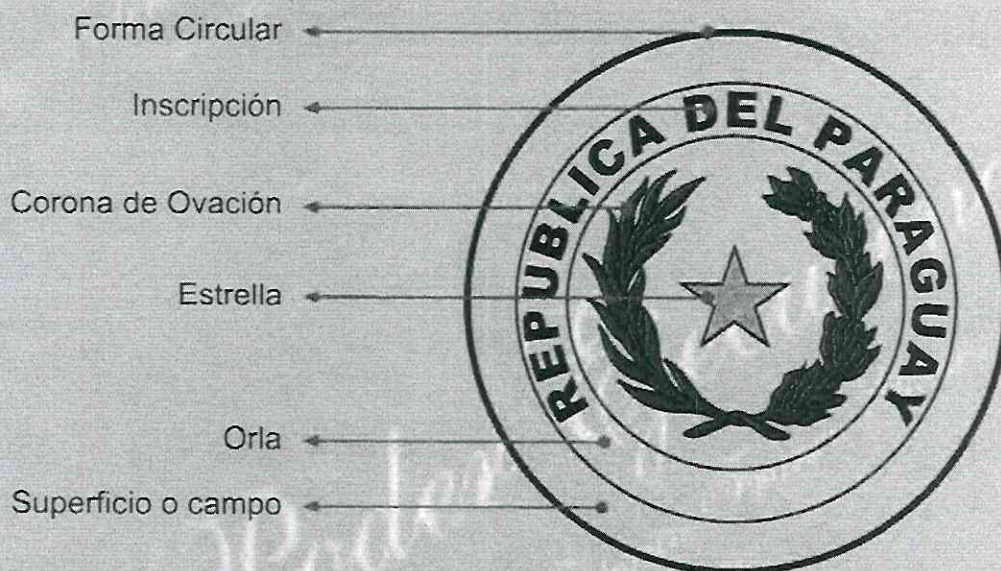 Forma Circular
Inscripción
Corona de Ovación
Estrella
Orla
Superficio o campo
REPUBLICA DEL PARAGUAY